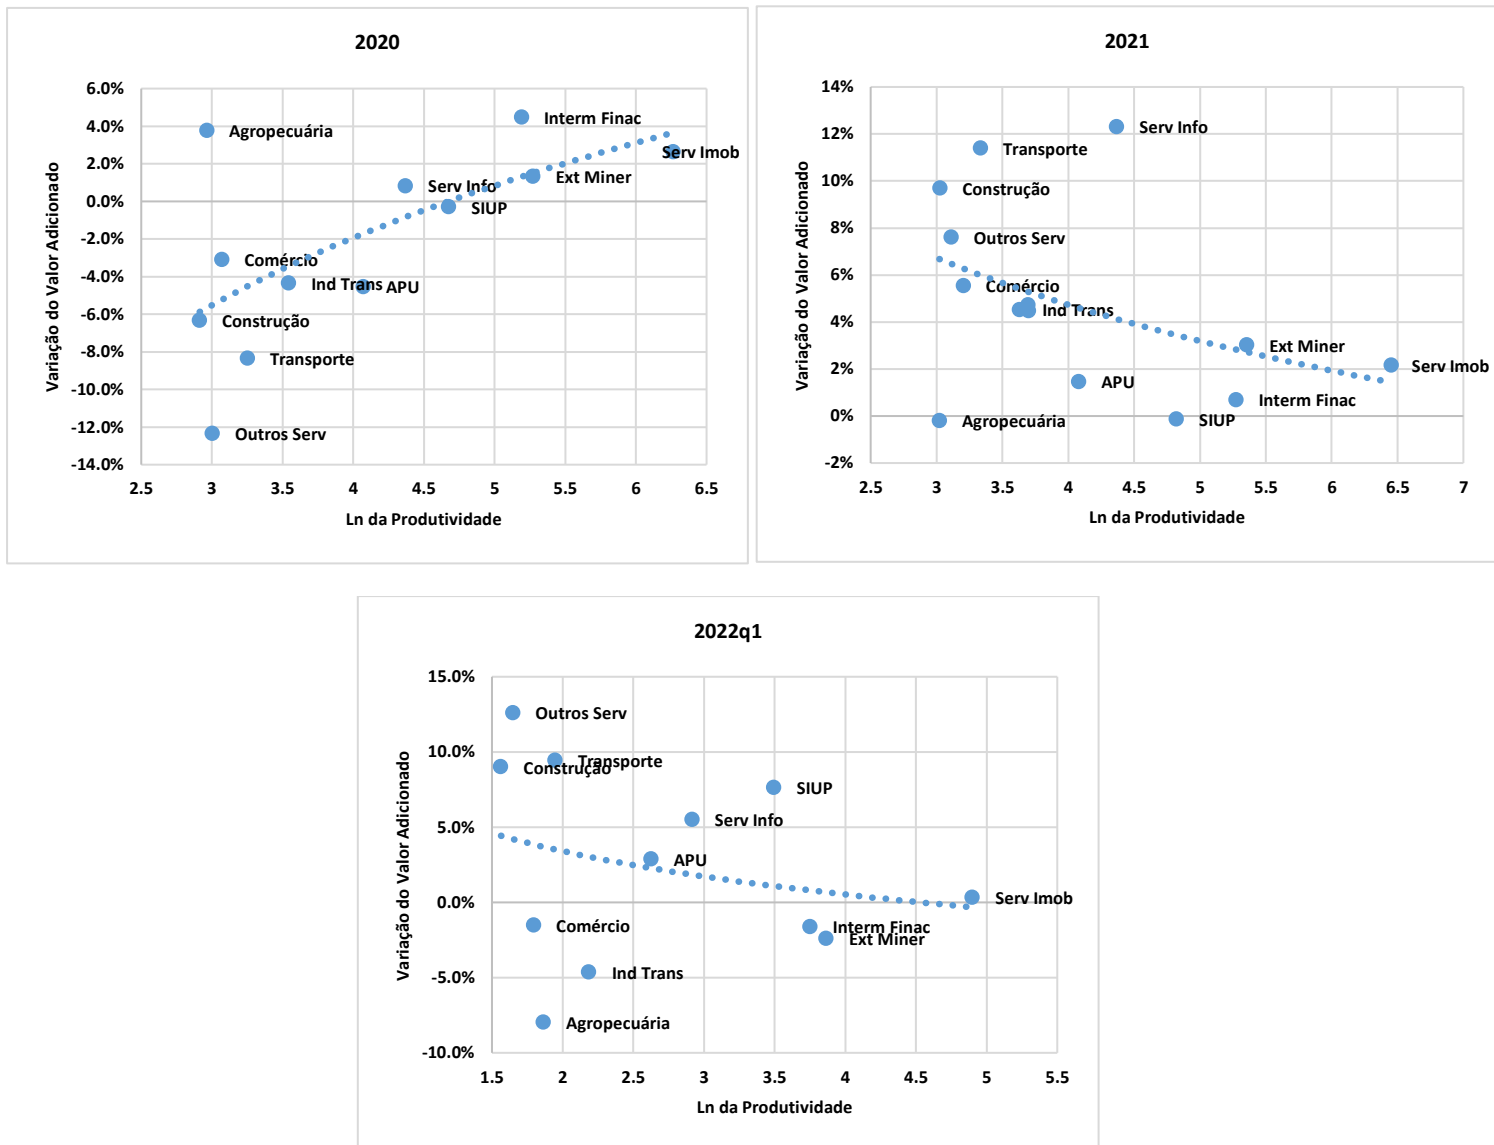 2020
6.0%
4.0%
2.0%
0.0%
-2.0%
-4.0%
-6.0%
-8.0%
-10.0%
-12.0%
-14.0%
Variação do Valor Adicionado
Agropecuária
Interm Finac
Serv Imob
Ext Miner
Serv Info
SIUP
Comércio
Ind Trans
APU
Construção
Transporte
Outros Serv
2.5 3 3.5 4 4.5 5 5.5 6 6.5
Ln da Produtividade
2021
14%
12%
10%
8%
6%
4%
2%
0%
-2%
Variação do Valor Adicionado
Serv Info
Transporte
Construção
Outros Serv
Comércio
Ind Trans
Ext Miner
Serv Imob
APU
Interm Finac
Agropecuária
SIUP
2.5 3 3.5 4 4.5 5 5.5 6 6.5 7
Ln da Produtividade
2022q1
15.0%
10.0%
5.0%
0.0%
-5.0%
-10.0%
Variação do Valor Adicionado
Outros Serv
Transporte
Construção
SIUP
Serv Info
APU
Serv Imob
Comércio
Interm Finac
Ext Miner
Ind Trans
Agropecuária
1.5 2 2.5 3 3.5 4 4.5 5 5.5
Ln da Produtividade